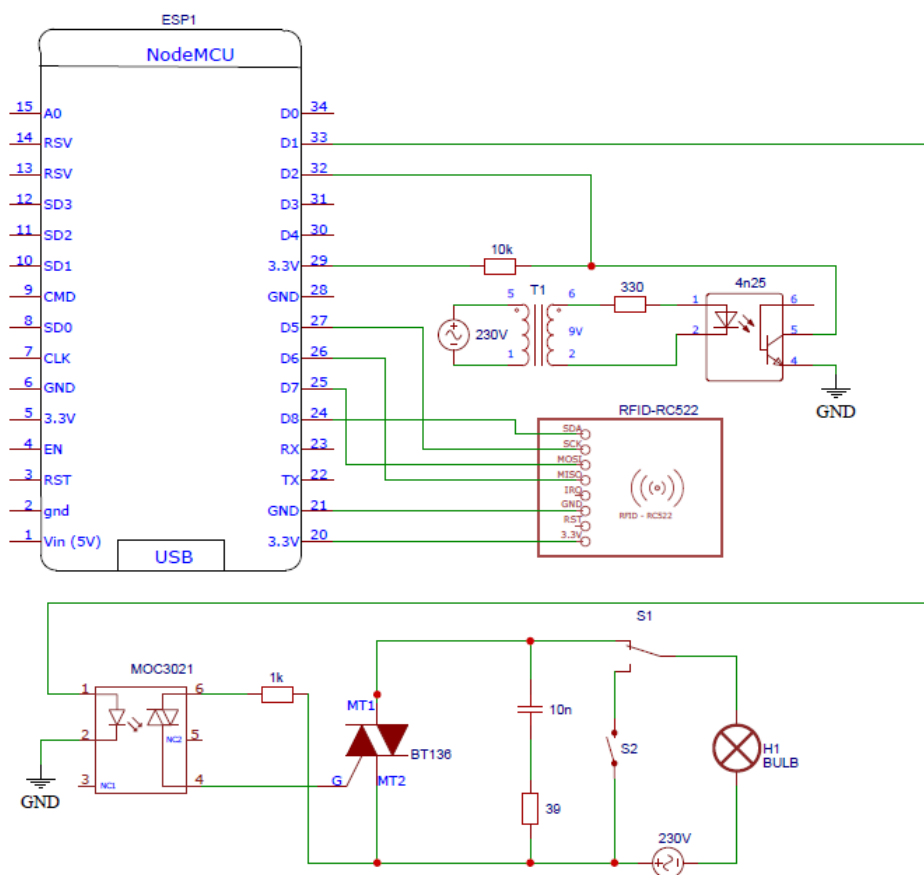 ESP1
NodeMCU
15 A0 D0 34
14 RSV D1 33
13 RSV D2 32
12 SD3 D3 31
11 SD2 D4 30
10 SD1 3.3V 29
9 CMD GND 28
8 SD0 D5 27
7 CLK D6 26
6 GND D7 25
5 3.3V D8 24
4 EN RX 23
3 RST TX 22
2 gnd GND 21
1 Vin (5V) 3.3V 20
USB
10k
T1
5 6
230V
9V
1 2
330
4n25
1 6
2 5
4
GND
RFID-RC522
SDA
SCK
MOSI
MISO
IRQ
GND
RST
3.3V
RFID - RC522
MOC3021
1 6
2 NC2 5
3 NC1 4
GND
1k
MT1
BT136
G MT2
10n
39
S1
S2
H1
BULB
230V